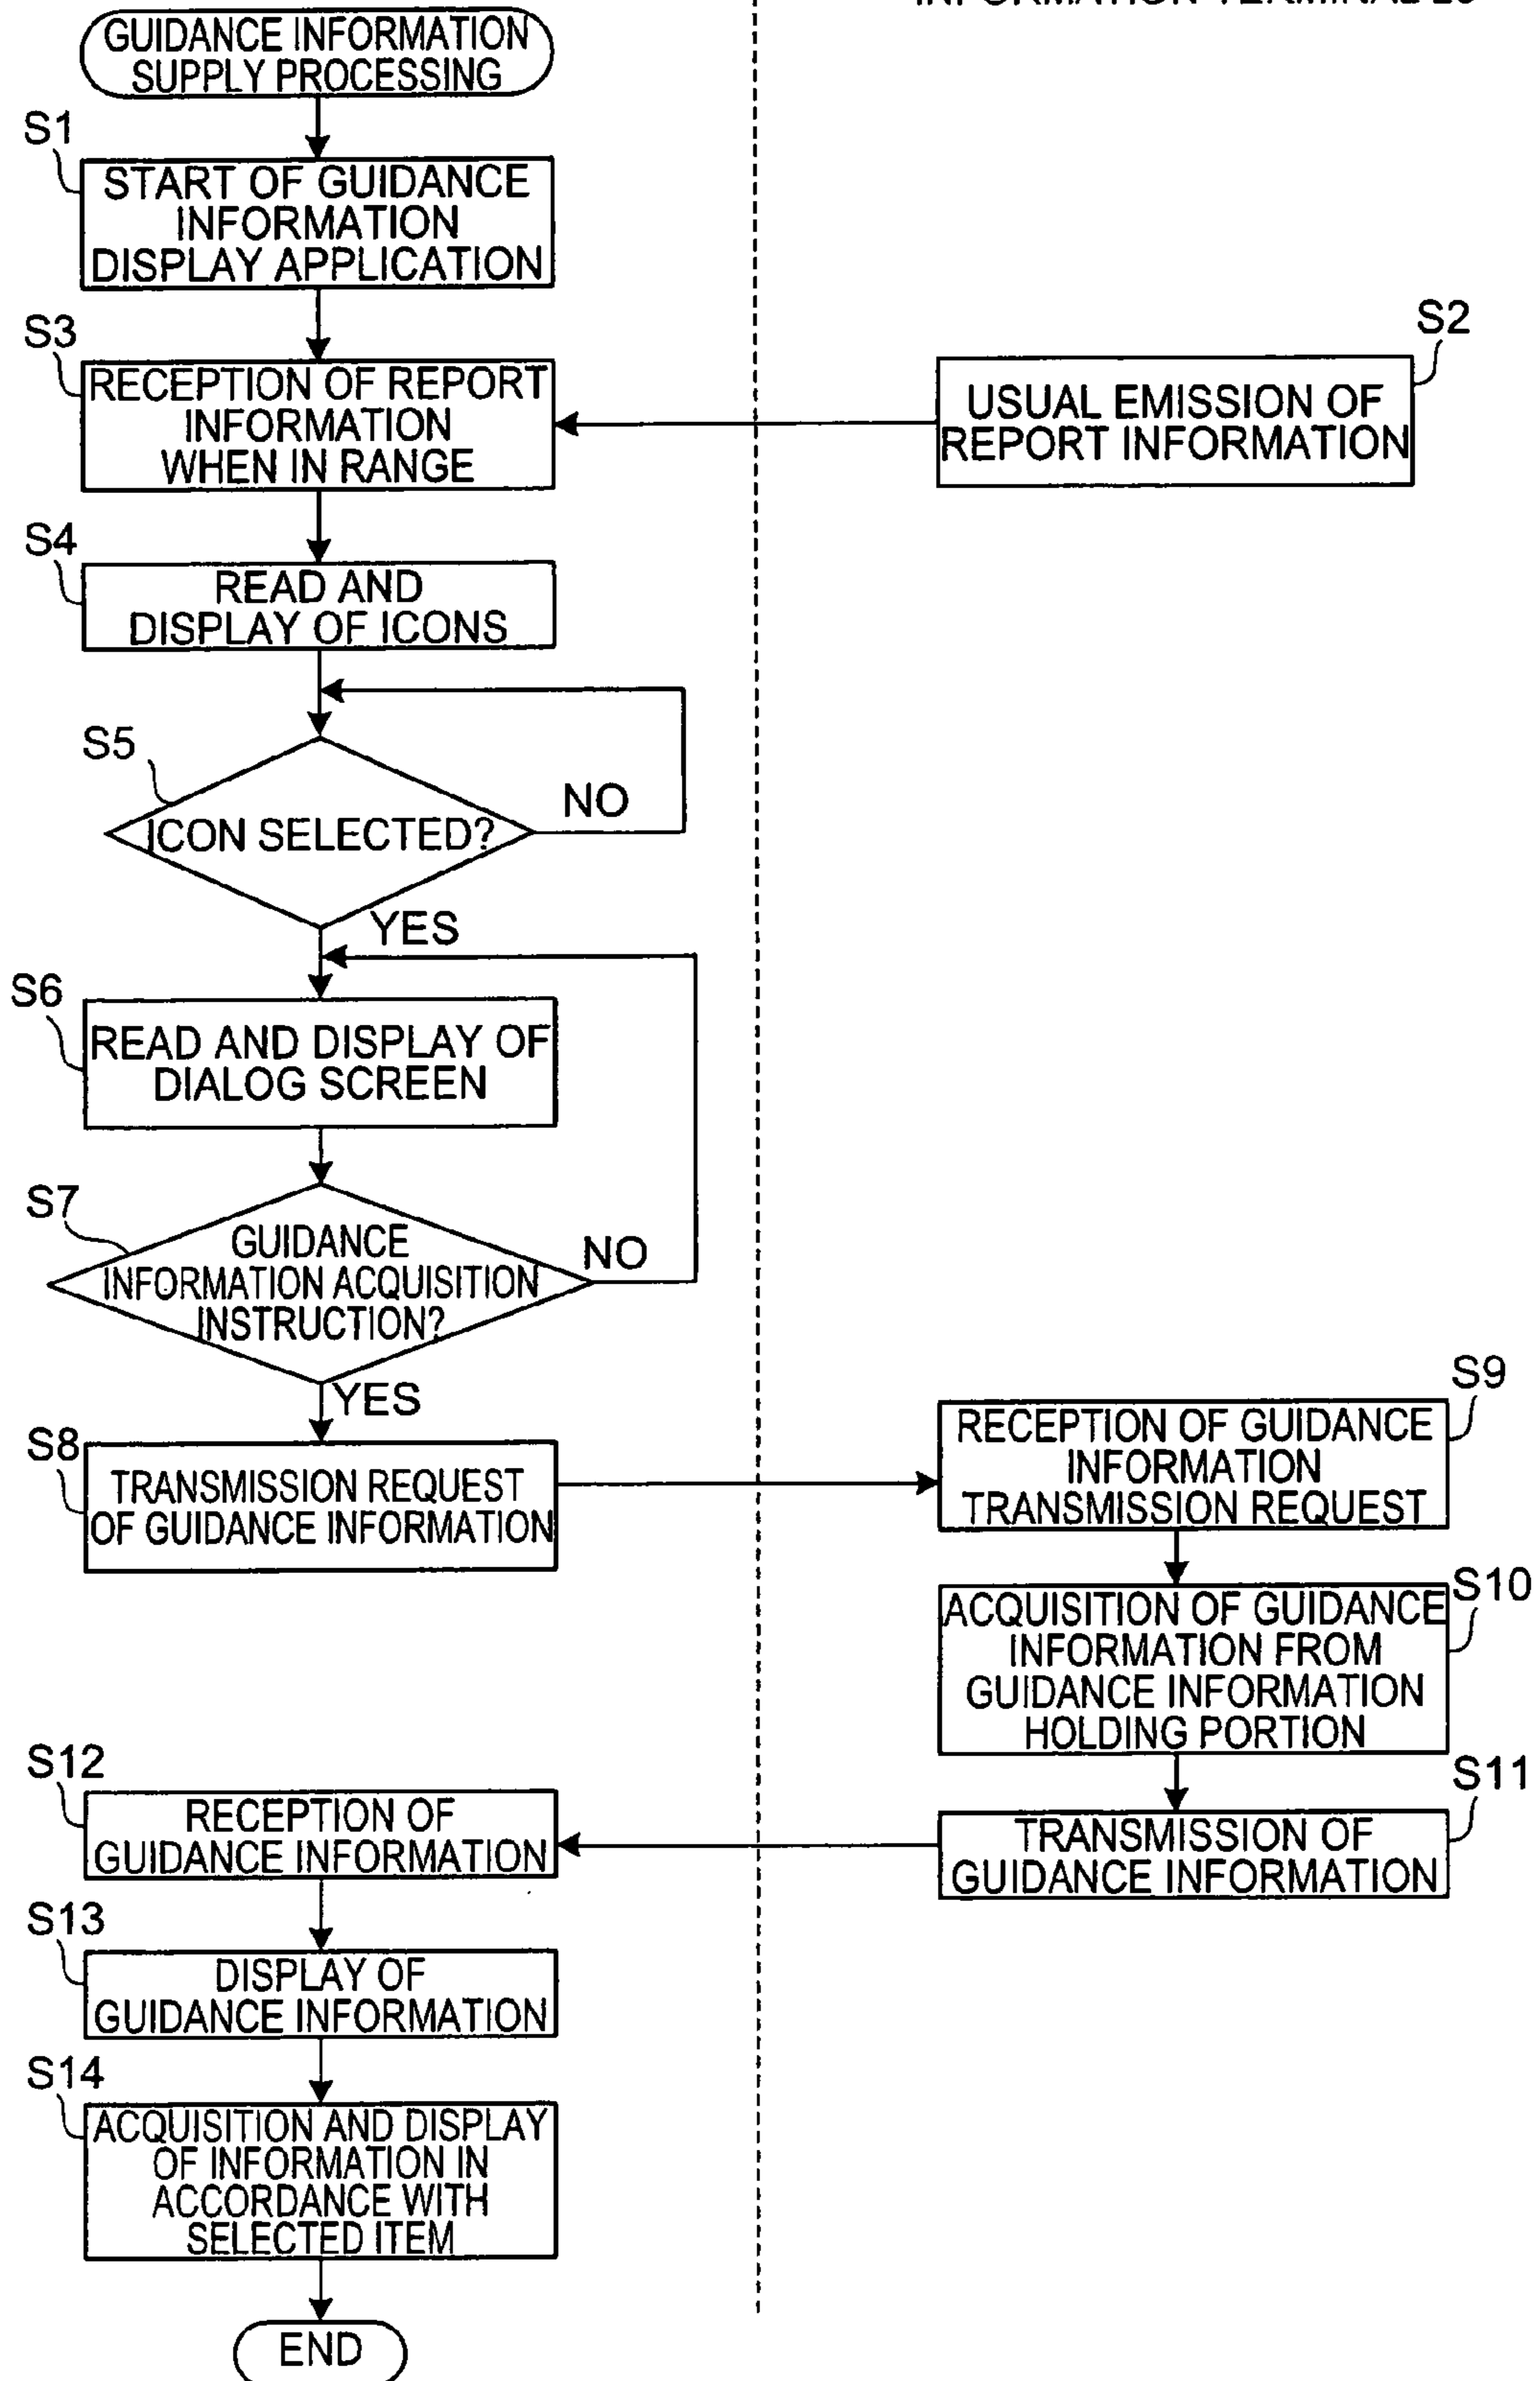 GUIDANCE INFORMATION
SUPPLY PROCESSING
S1
START OF GUIDANCE
INFORMATION
DISPLAY APPLICATION
S3
RECEPTION OF REPORT
INFORMATION
WHEN IN RANGE
S2
USUAL EMISSION OF
REPORT INFORMATION
S4
READ AND
DISPLAY OF ICONS
S5
ICON SELECTED?
NO
YES
S6
READ AND DISPLAY OF
DIALOG SCREEN
S7
GUIDANCE
INFORMATION ACQUISITION
INSTRUCTION?
NO
YES
S8
TRANSMISSION REQUEST
OF GUIDANCE INFORMATION
S9
RECEPTION OF GUIDANCE
INFORMATION
TRANSMISSION REQUEST
S10
ACQUISITION OF GUIDANCE
INFORMATION FROM
GUIDANCE INFORMATION
HOLDING PORTION
S11
TRANSMISSION OF
GUIDANCE INFORMATION
S12
RECEPTION OF
GUIDANCE INFORMATION
S13
DISPLAY OF
GUIDANCE INFORMATION
S14
ACQUISITION AND DISPLAY
OF INFORMATION IN
ACCORDANCE WITH
SELECTED ITEM
END